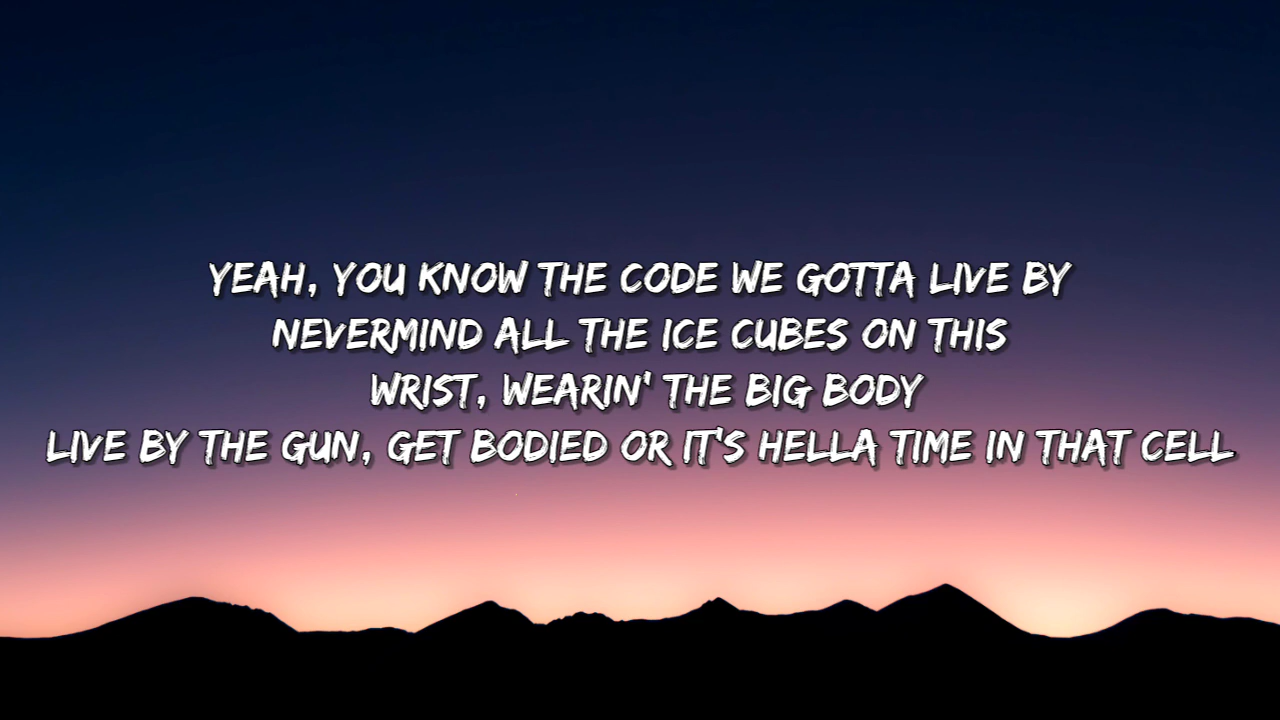 YEAH, YOU KNOW THE CODE WE GOTTA LIVE BY
NEVERMIND ALL THE ICE CUBES ON THIS
WRIST, WEARIN' THE BIG BODY
LIVE BY THE GUN, GET BODIED OR IT'S HELLA TIME IN THAT CELL